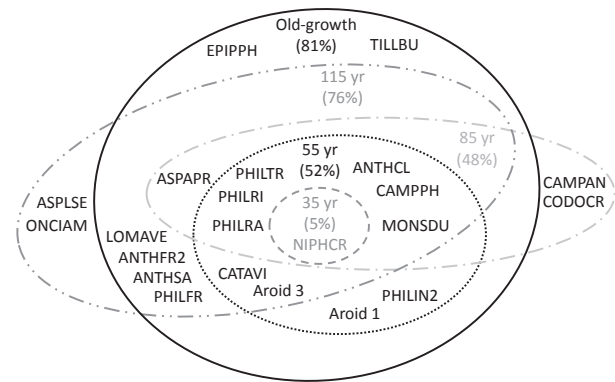 Old-growth
(81%)
EPIPPH
TILLBU
115 yr
(76%)
85 yr
(48%)
55 yr
(52%)
ASPAPR
PHILTR
ANTHCL
PHILRI
CAMPPH
35 yr
(5%)
NIPHCR
ASPLSE
ONCIAM
CAMPAN
CODOCR
PHILRA
MONSDU
LOMAVE
ANTHFR2
ANTHSA
PHILFR
CATAVI
Aroid 3
PHILIN2
Aroid 1